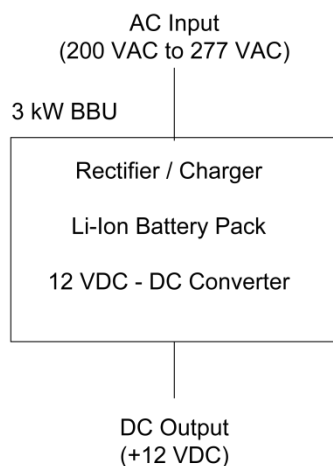 AC Input
(200 VAC to 277 VAC)
3 kW BBU
Rectifier / Charger
Li-Ion Battery Pack
12 VDC - DC Converter
DC Output
(+12 VDC)